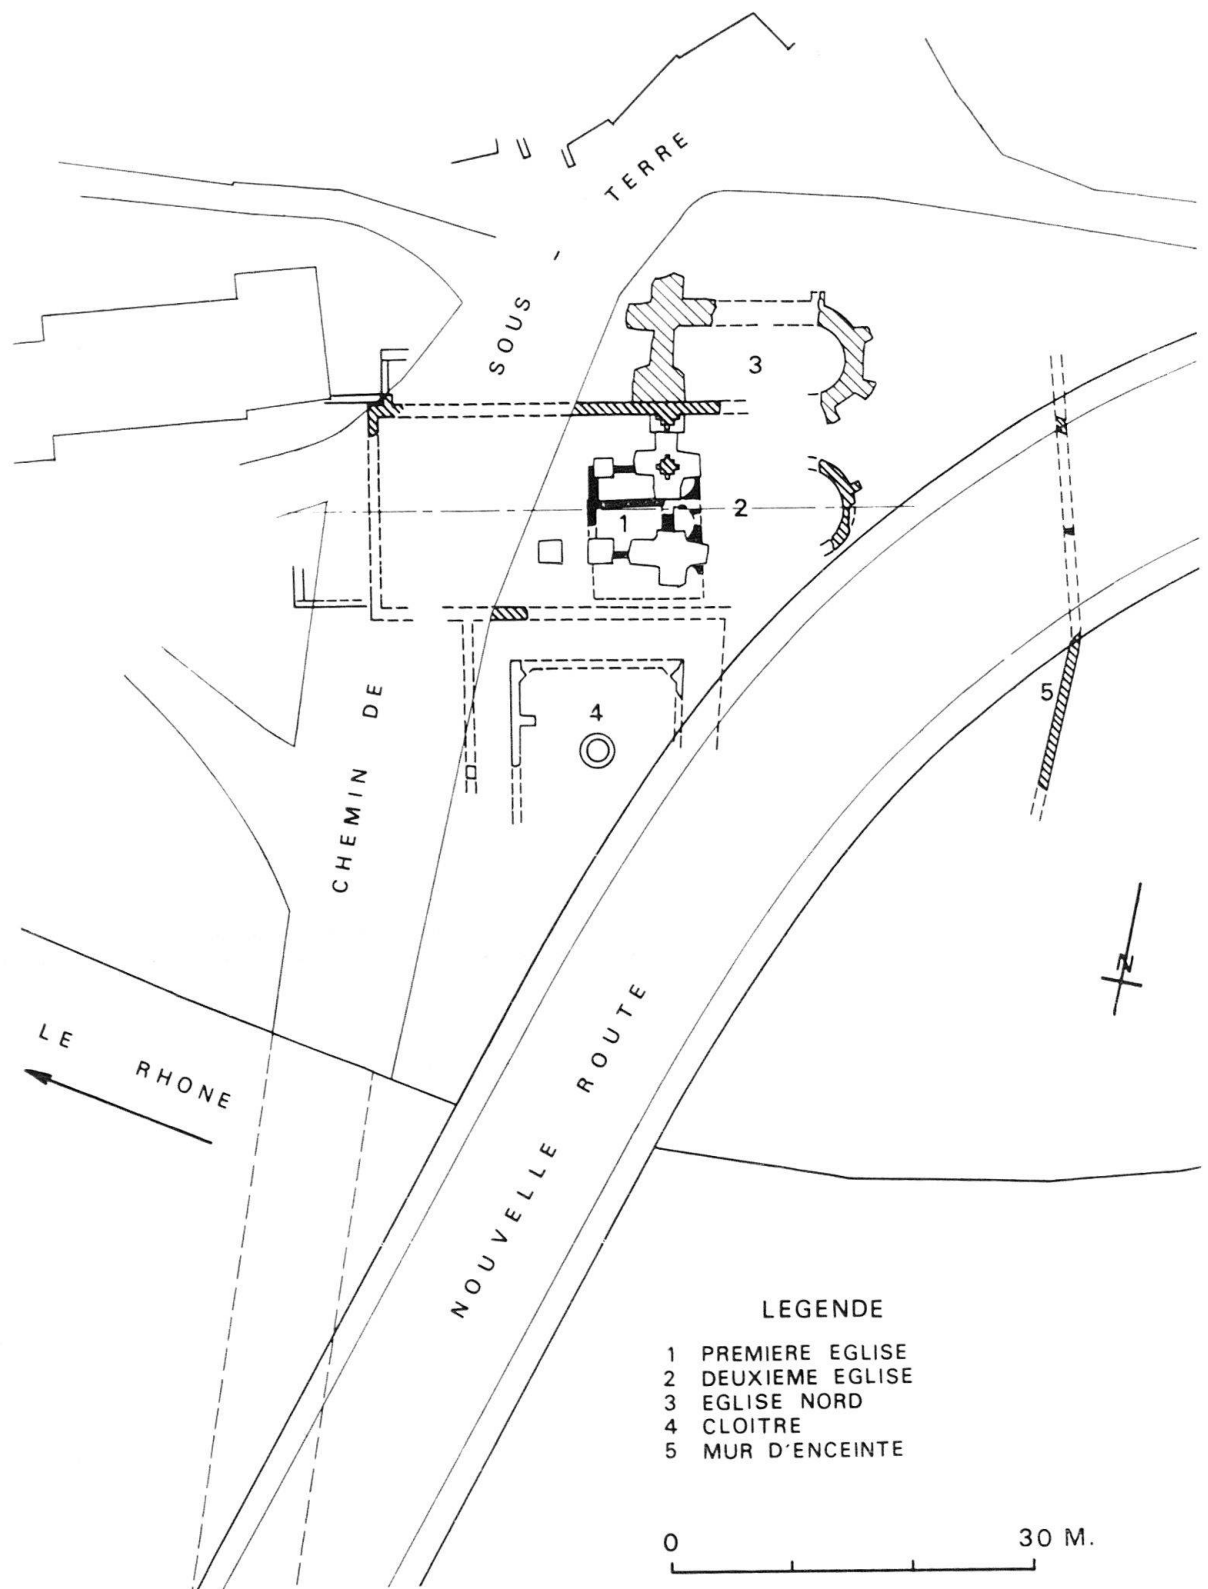 CHEMIN DE SOUS-TERRE
3
2
1
4
5
N
LE RHONE
NOUVELLE ROUTE
LEGENDE
1 PREMIERE EGLISE
2 DEUXIEME EGLISE
3 EGLISE NORD
4 CLOITRE
5 MUR D'ENCEINTE
0 30 M.